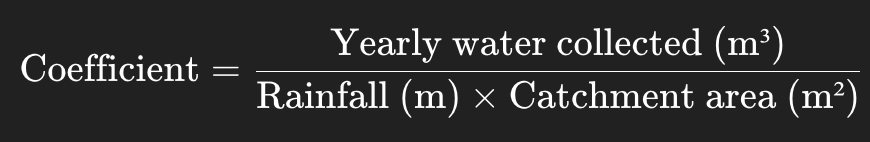 Coefficient = Yearly water collected (m³)
Rainfall (m) × Catchment area (m²)